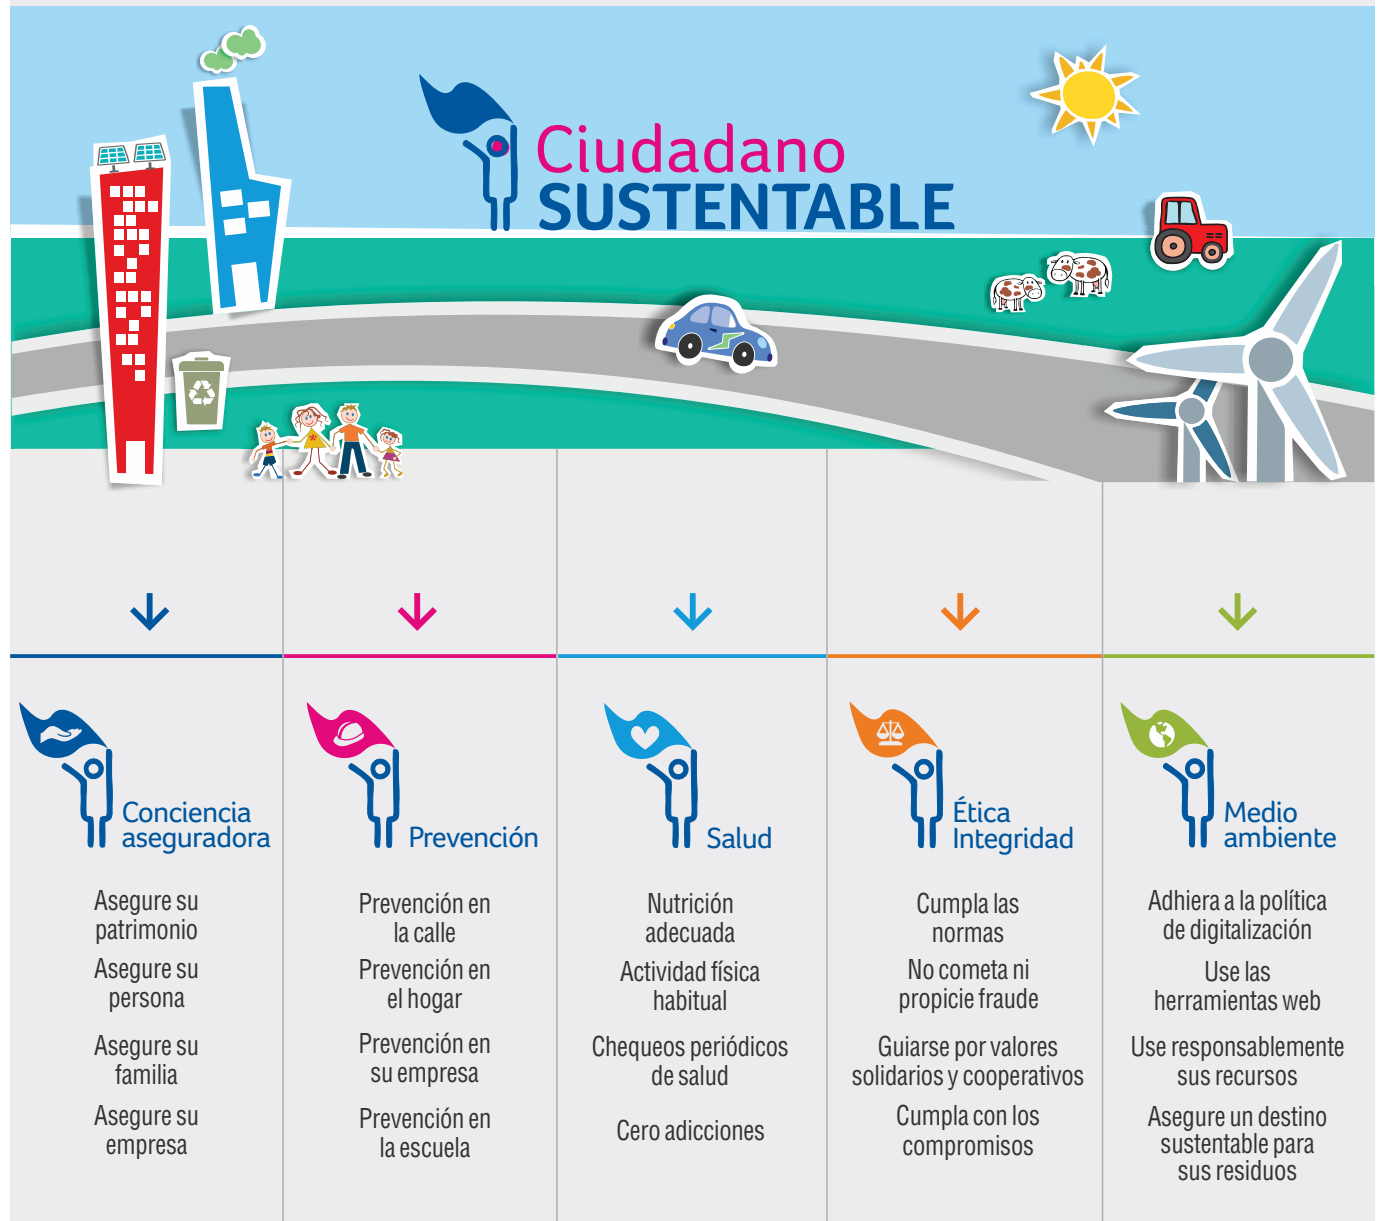 Ciudadano
SUSTENTABLE
Conciencia
aseguradora
Asegure su
patrimonio
Asegure su
persona
Asegure su
familia
Asegure su
empresa
Prevención
Prevención en
la calle
Prevención en
el hogar
Prevención en
su empresa
Prevención en
la escuela
Salud
Nutrición
adecuada
Actividad física
habitual
Chequeos periódicos
de salud
Cero adicciones
Ética
Integridad
Cumpla las
normas
No cometa ni
propicie fraude
Guiarse por valores
solidarios y cooperativos
Cumpla con los
compromisos
Medio
ambiente
Adhiera a la política
de digitalización
Use las
herramientas web
Use responsablemente
sus recursos
Asegure un destino
sustentable para
sus residuos